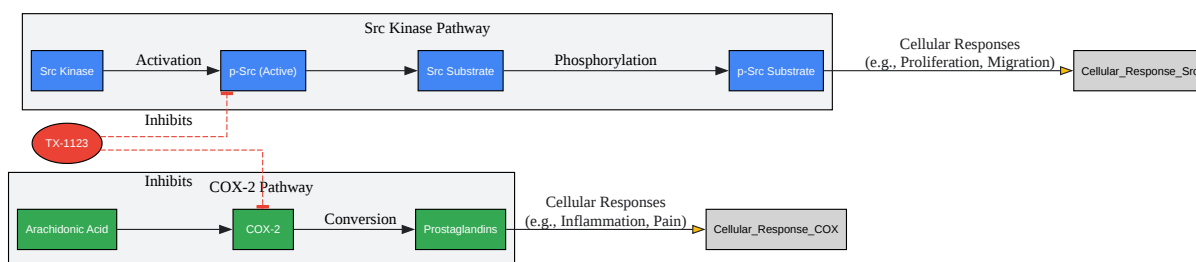 Src Kinase Pathway
Src Kinase
Activation
p-Src (Active)
Src Substrate
Phosphorylation
p-Src Substrate
Cellular Responses
(e.g., Proliferation, Migration)
Cellular_Response_Src
Inhibits
TX-1123
Inhibits
COX-2 Pathway
Arachidonic Acid
COX-2
Conversion
Prostaglandins
Cellular Responses
(e.g., Inflammation, Pain)
Cellular_Response_COX